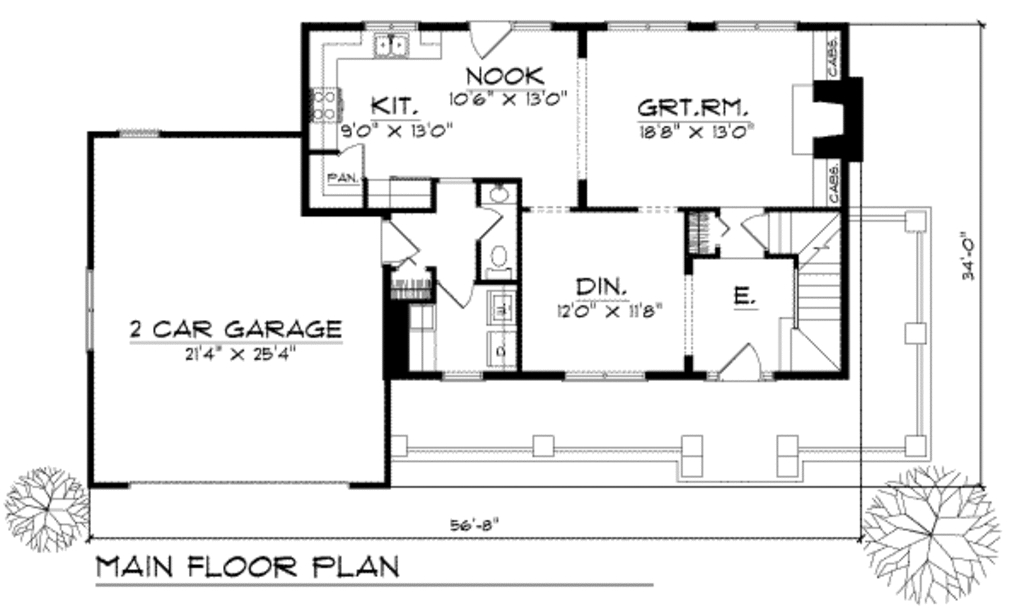 NOOK
10'6" X 13'0"
KIT.
9'0" X 13'0"
GRT.RM.
18'8" X 13'0"
CABS.
CABS.
PAN.
DIN.
12'0" X 11'8"
E.
W
D
2 CAR GARAGE
21'4" X 25'4"
34'-0"
56'-8"
MAIN FLOOR PLAN